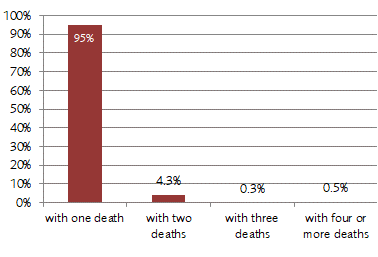 100%
90%
80%
70%
60%
50%
40%
30%
20%
10%
0%
95%
4.3%
0.3%
0.5%
with one death
with two
deaths
with three
deaths
with four or
more deaths